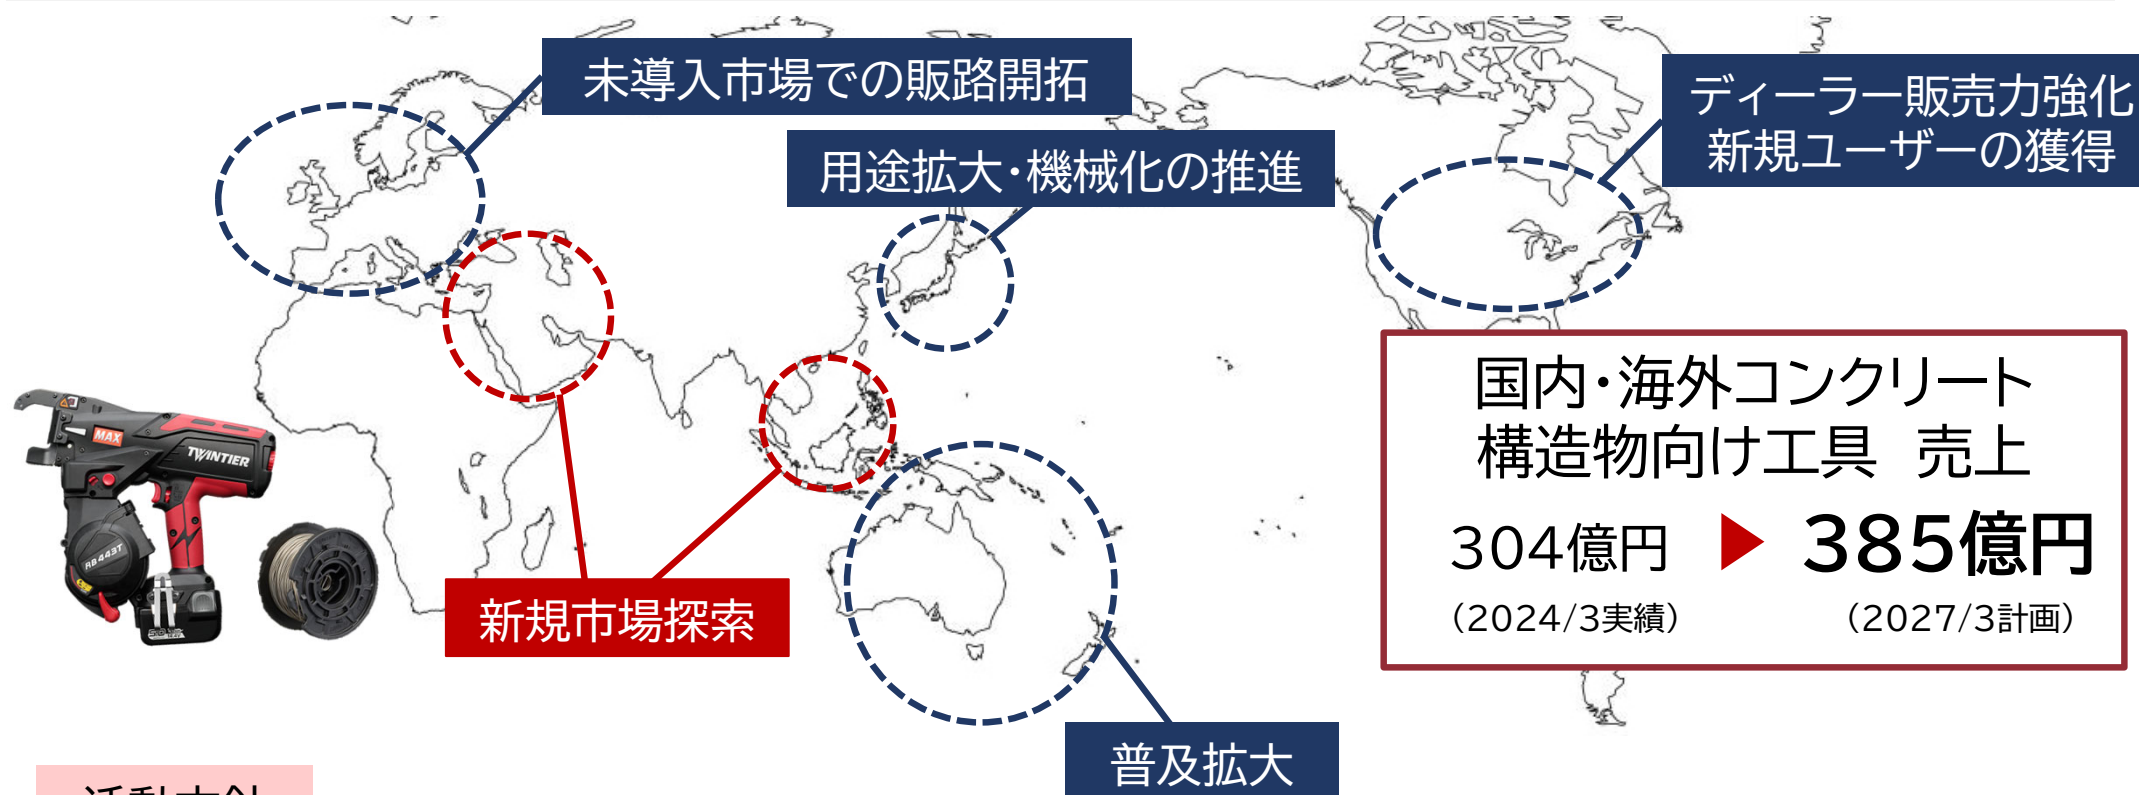 未導入市場での販路開拓
ディーラー販売力強化
新規ユーザーの獲得
用途拡大・機械化の推進
国内・海外コンクリート
構造物向け工具 売上
304億円 ▶ 385億円
(2024/3実績) (2027/3計画)
MAX
TWINTIER
RB443T
新規市場探索
普及拡大